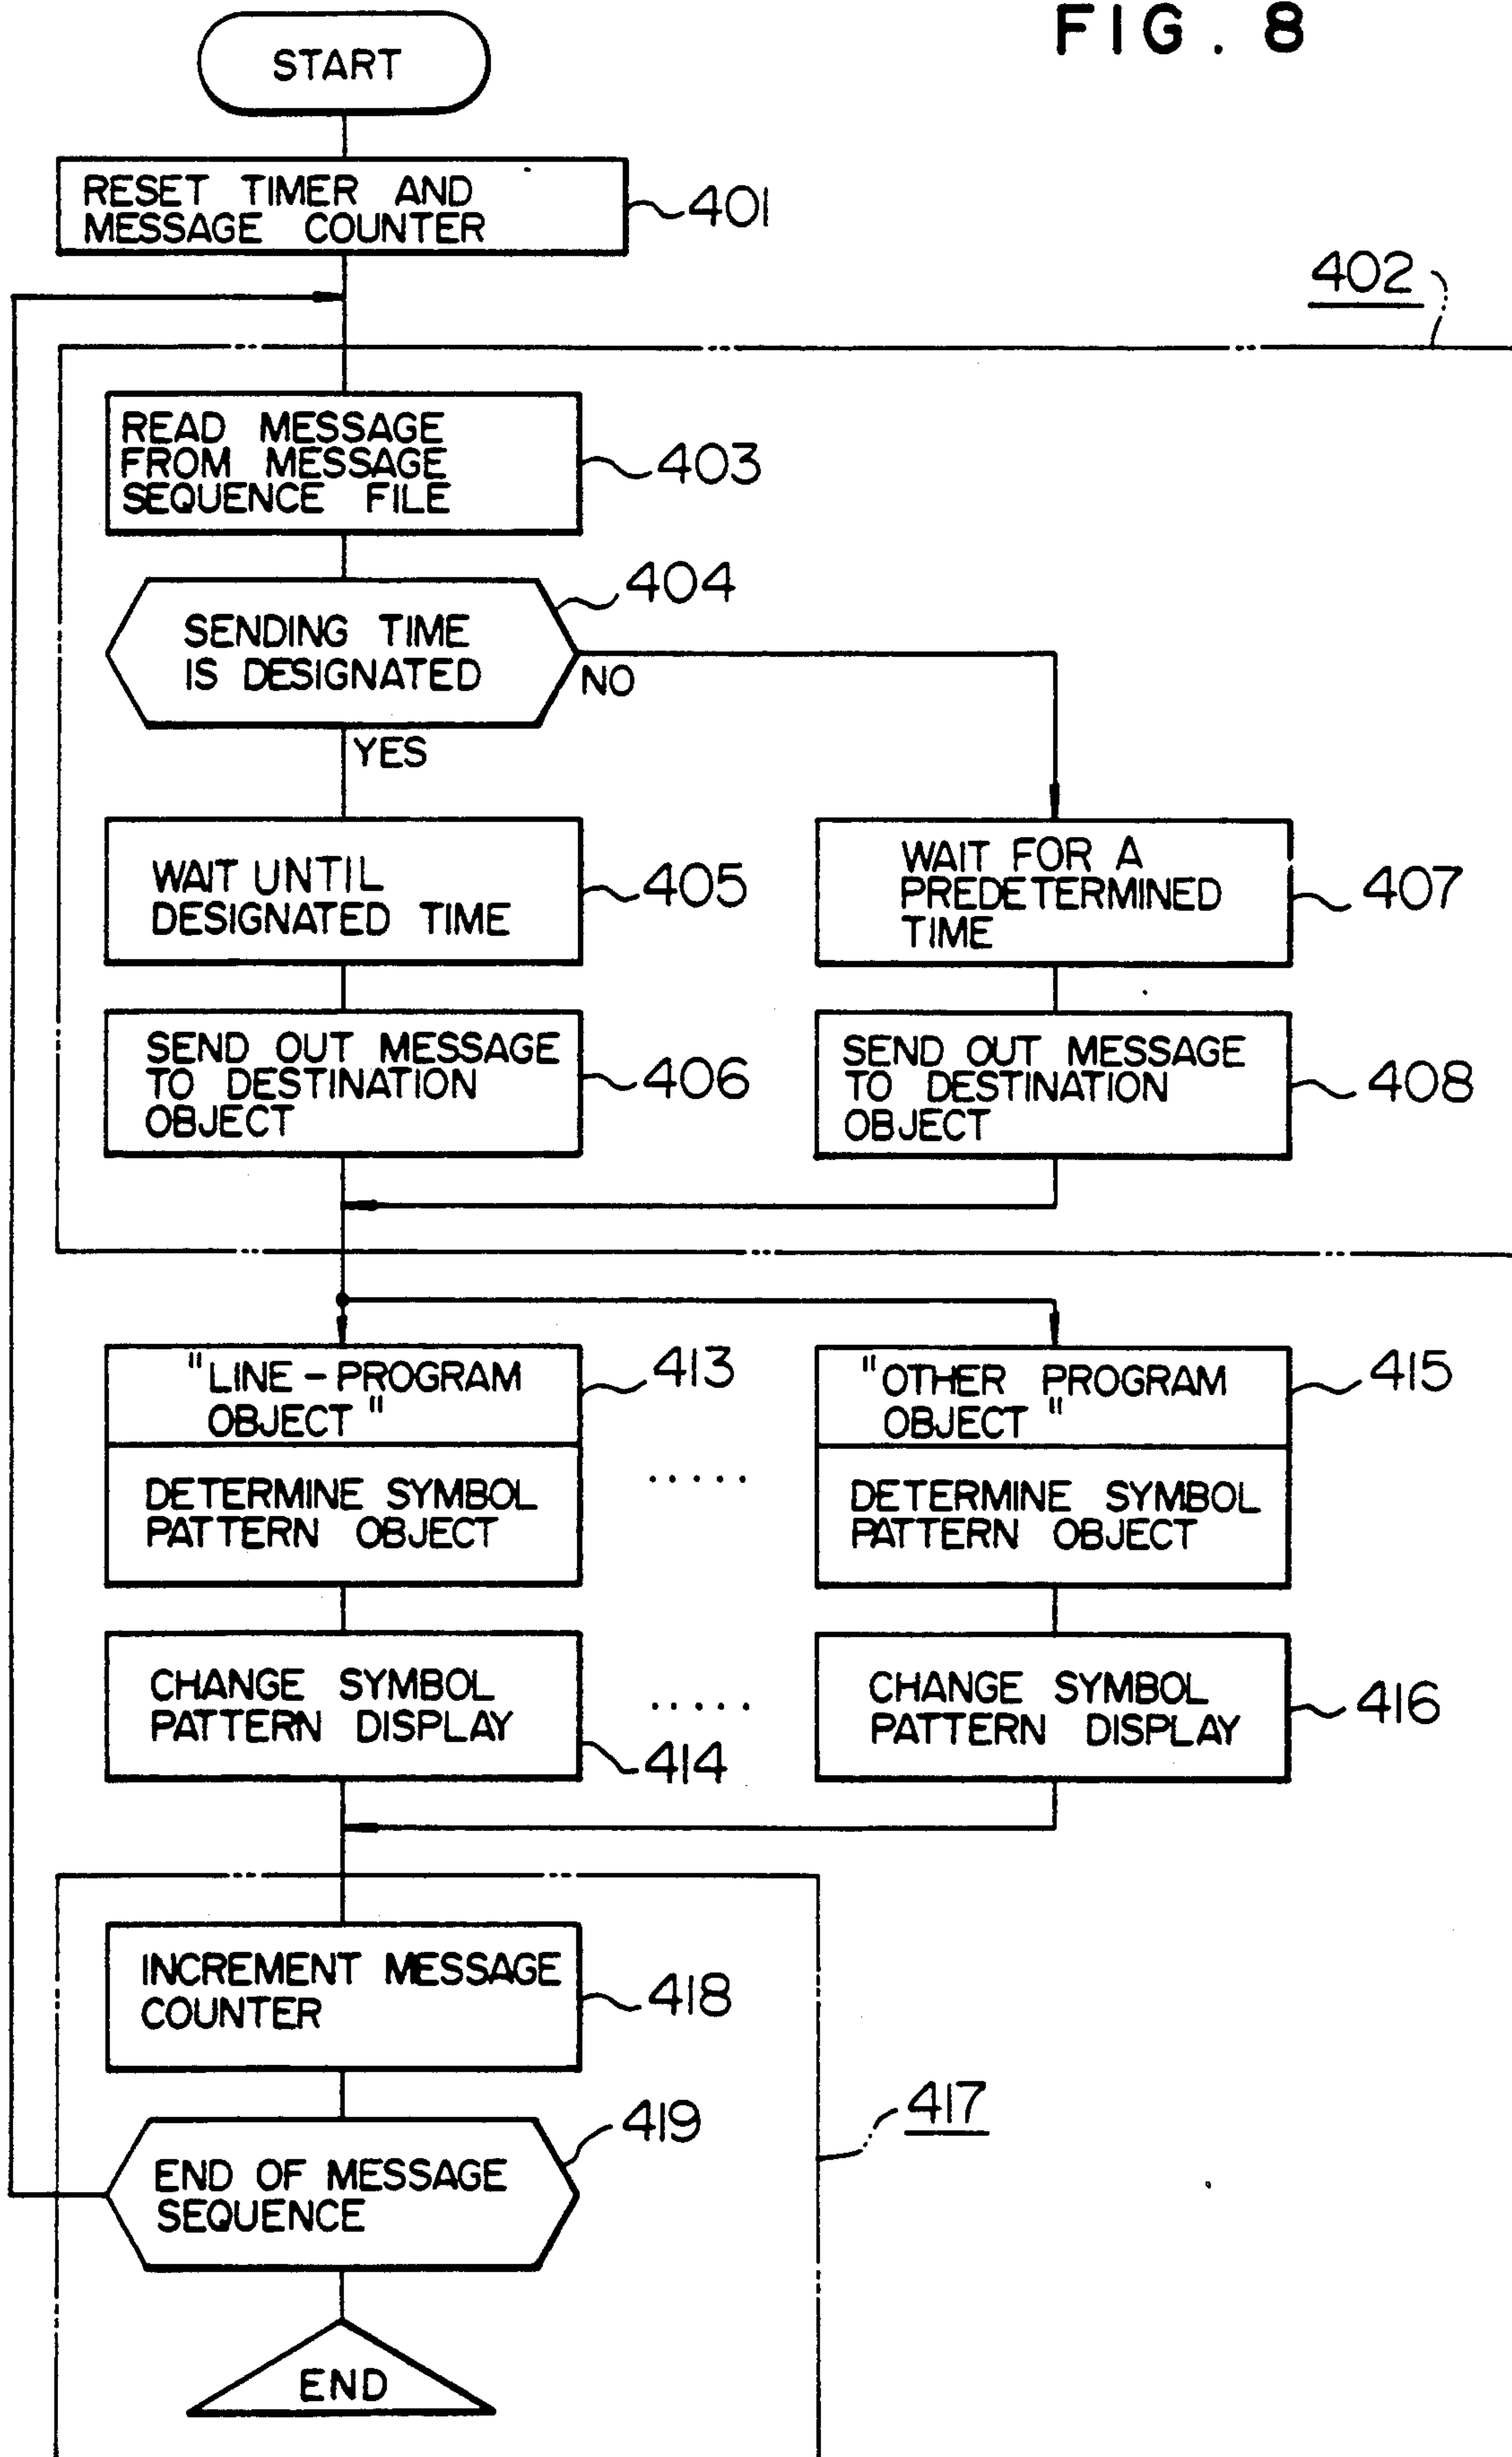 FIG. 8
START
RESET TIMER AND
MESSAGE COUNTER
401
402
READ MESSAGE
FROM MESSAGE
SEQUENCE FILE
403
404
SENDING TIME
IS DESIGNATED
NO
YES
WAIT UNTIL
DESIGNATED TIME
405
WAIT FOR A
PREDETERMINED
TIME
407
SEND OUT MESSAGE
TO DESTINATION
OBJECT
406
SEND OUT MESSAGE
TO DESTINATION
OBJECT
408
"LINE-PROGRAM
OBJECT"
413
"OTHER PROGRAM
OBJECT"
415
DETERMINE SYMBOL
PATTERN OBJECT
.....
DETERMINE SYMBOL
PATTERN OBJECT
CHANGE SYMBOL
PATTERN DISPLAY
414
.....
CHANGE SYMBOL
PATTERN DISPLAY
416
INCREMENT MESSAGE
COUNTER
418
417
419
END OF MESSAGE
SEQUENCE
END